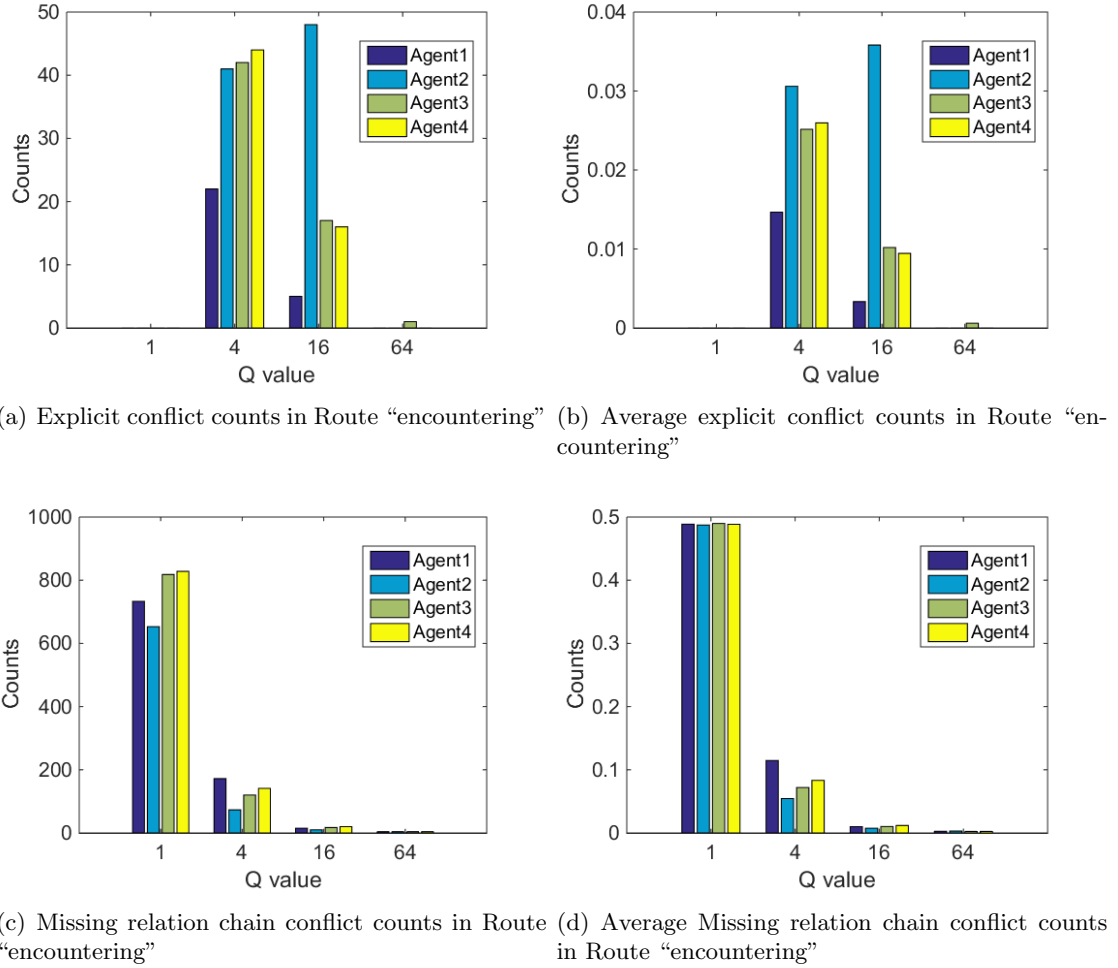 50
40
30
20
10
0
Counts
1 4 16 64
Q value
Agent1
Agent2
Agent3
Agent4
0.04
0.03
0.02
0.01
0
Counts
1 4 16 64
Q value
Agent1
Agent2
Agent3
Agent4
(a) Explicit conflict counts in Route “encountering”
(b) Average explicit conflict counts in Route “en-
countering”
1000
800
600
400
200
0
Counts
1 4 16 64
Q value
Agent1
Agent2
Agent3
Agent4
0.5
0.4
0.3
0.2
0.1
0
Counts
1 4 16 64
Q value
Agent1
Agent2
Agent3
Agent4
(c) Missing relation chain conflict counts in Route
“encountering”
(d) Average Missing relation chain conflict counts
in Route “encountering”